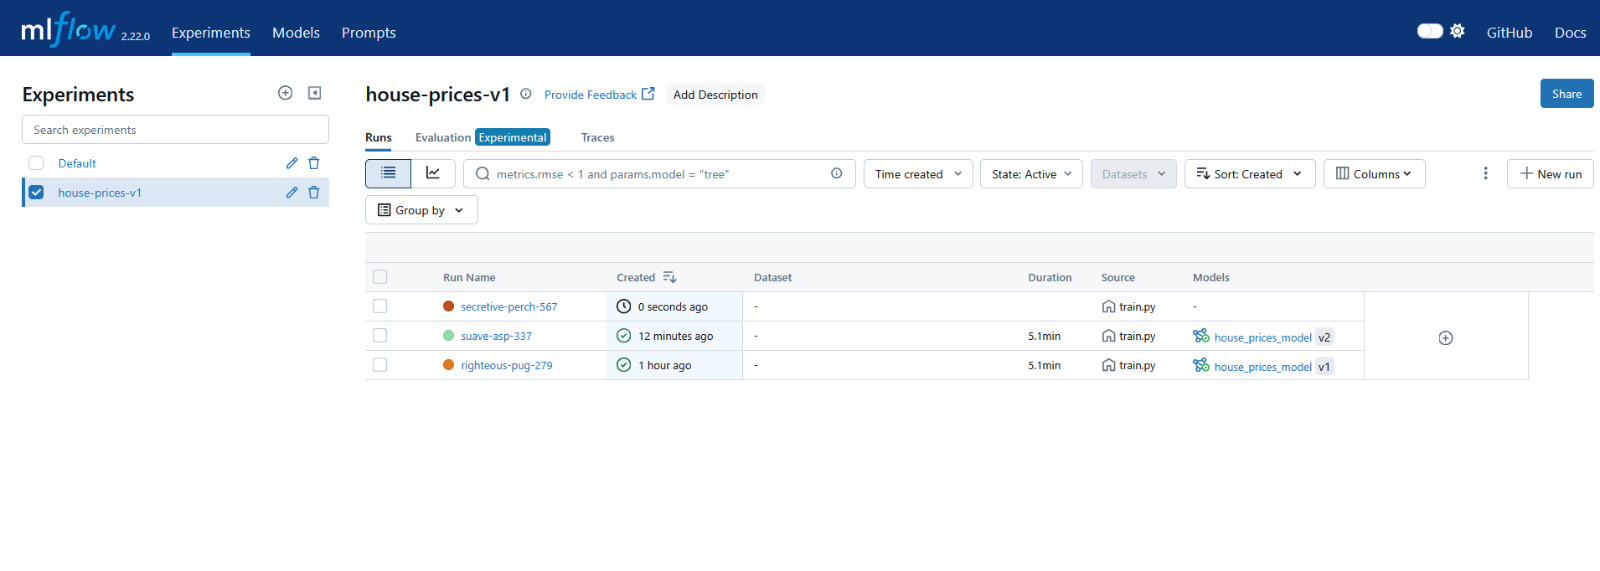 mlflow 2.22.0 Experiments Models Prompts GitHub Docs
Experiments
Search experiments
Default
house-prices-v1
house-prices-v1 Provide Feedback Add Description Share
Runs Evaluation Experimental Traces
metrics.rmse < 1 and params.model = "tree" Time created State: Active Datasets Sort: Created Columns New run
Group by
Run Name Created Dataset Duration Source Models
secretive-perch-567 0 seconds ago - train.py -
suave-asp-337 12 minutes ago - 5.1min train.py house_prices_model v2
righteous-pug-279 1 hour ago - 5.1min train.py house_prices_model v1